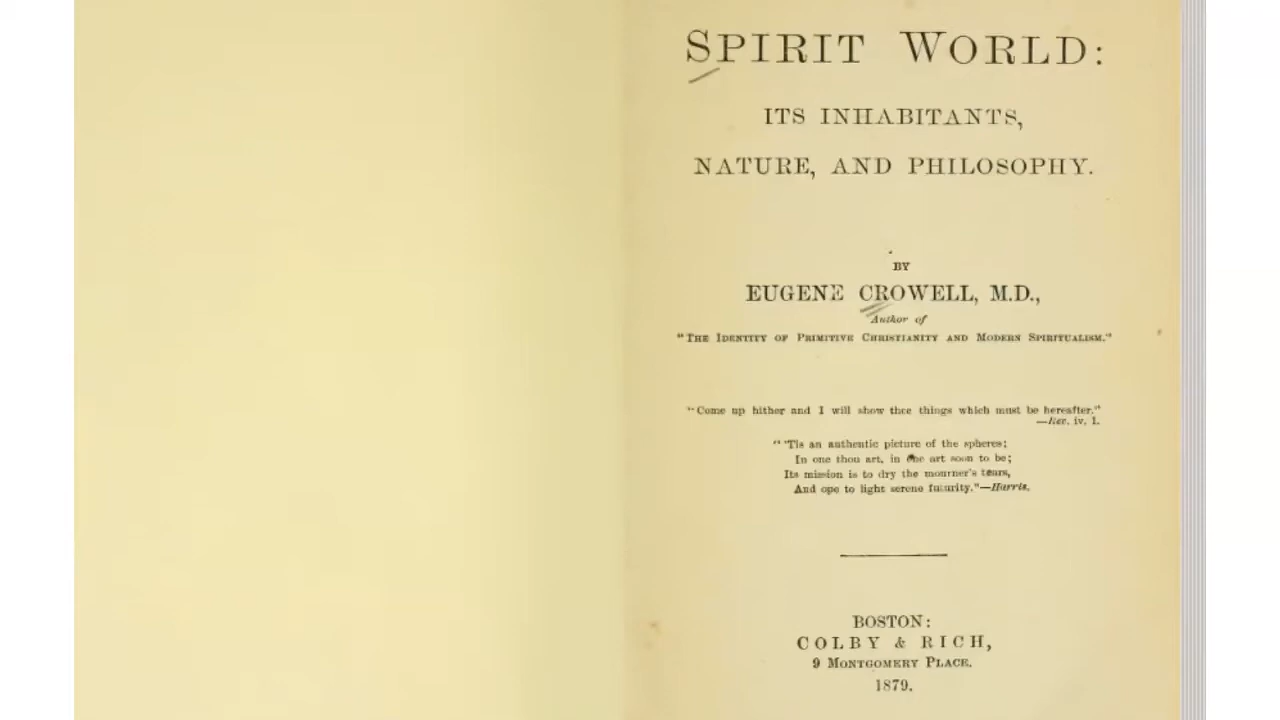 SPIRIT WORLD:
ITS INHABITANTS,
NATURE, AND PHILOSOPHY.
BY
EUGENE CROWELL, M.D.,
Author of
"THE IDENTITY OF PRIMITIVE CHRISTIANITY AND MODERN SPIRITUALISM."
"Come up hither and I will show thee things which must be hereafter."
—Rev. iv. 1.
"'Tis an authentic picture of the spheres;
In one thou art, in one art soon to be;
Its mission is to dry the mourner's tears,
And ope to light serene futurity."—Harris.
BOSTON:
COLBY & RICH,
9 MONTGOMERY PLACE.
1879.